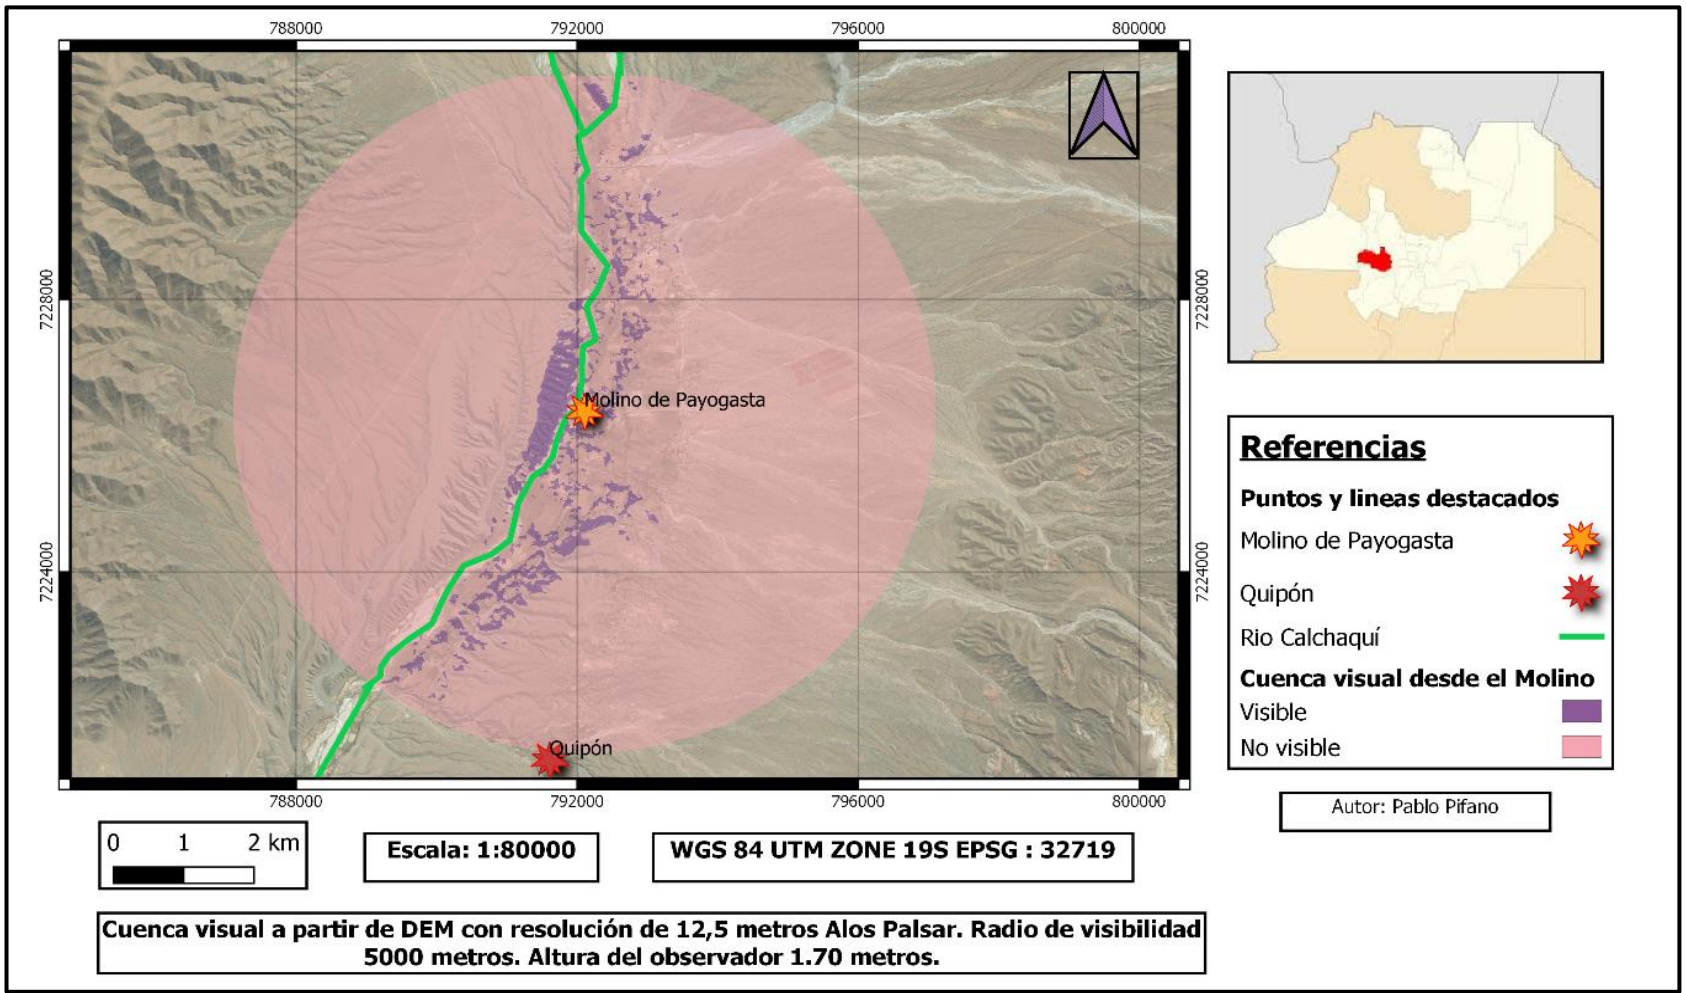 788000
792000
796000
800000
7228000
7228000
Molino de Payogasta
7224000
7224000
Quipón
788000
792000
796000
800000
Referencias
Puntos y lineas destacados
Molino de Payogasta
Quipón
Rio Calchaquí
Cuenca visual desde el Molino
Visible
No visible
Autor: Pablo Pifano
0 1 2 km
Escala: 1:80000
WGS 84 UTM ZONE 19S EPSG : 32719
Cuenca visual a partir de DEM con resolución de 12,5 metros Alos Palsar. Radio de visibilidad
5000 metros. Altura del observador 1.70 metros.